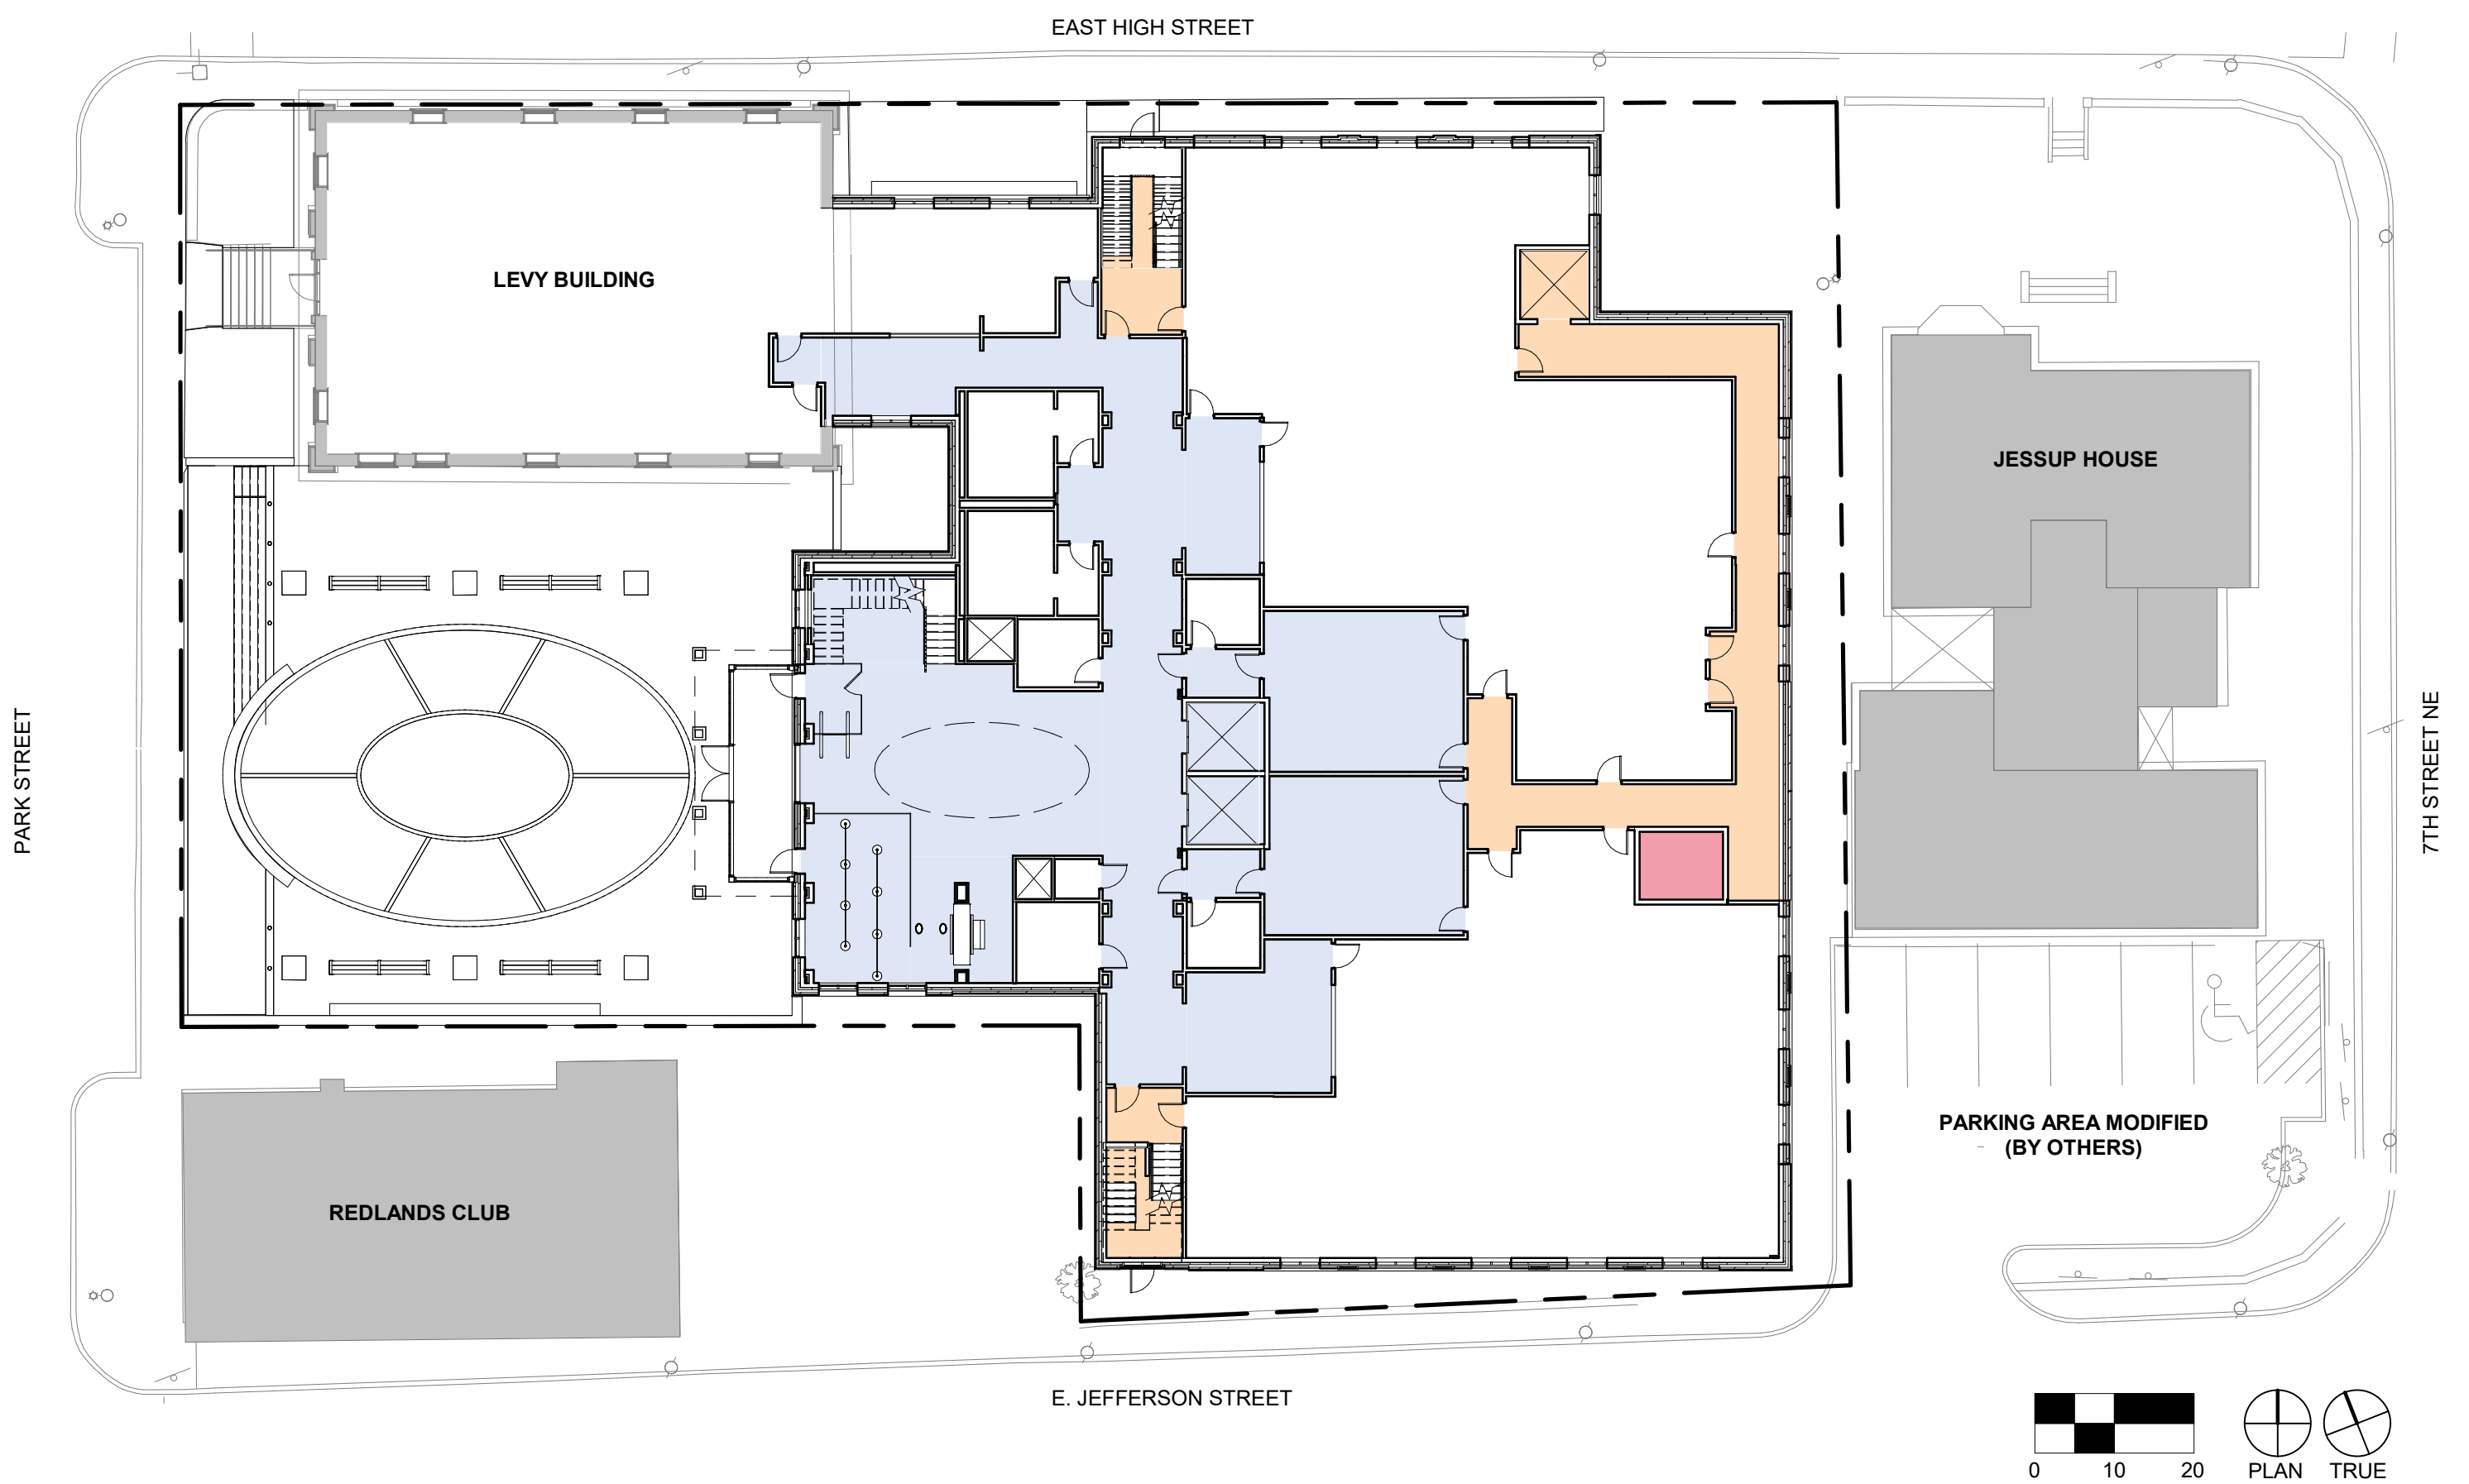 EAST HIGH STREET
LEVY BUILDING
JESSUP HOUSE
PARK STREET
7TH STREET NE
PARKING AREA MODIFIED
(BY OTHERS)
REDLANDS CLUB
E. JEFFERSON STREET
0 10 20
PLAN TRUE